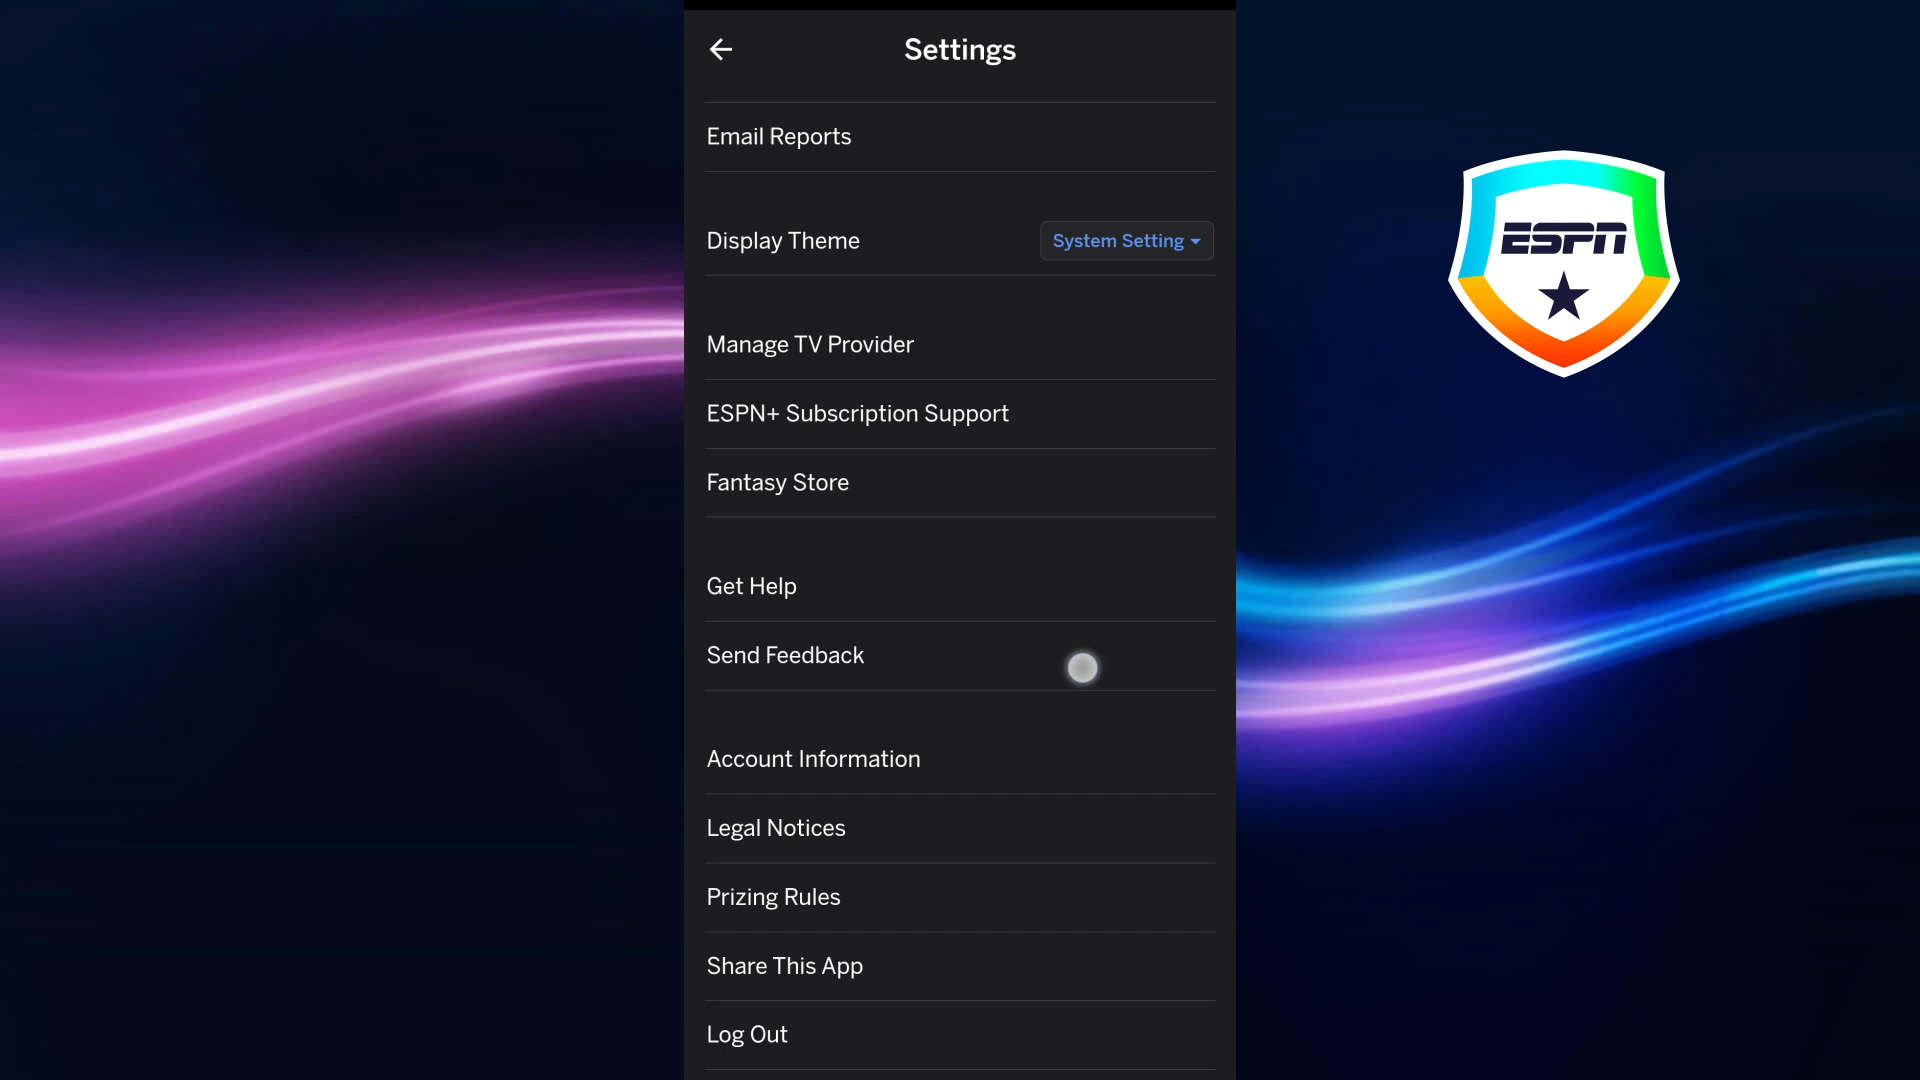 Settings
Email Reports
Display Theme
System Setting
Manage TV Provider
ESPN+ Subscription Support
Fantasy Store
Get Help
Send Feedback
Account Information
Legal Notices
Prizing Rules
Share This App
Log Out
ESPN